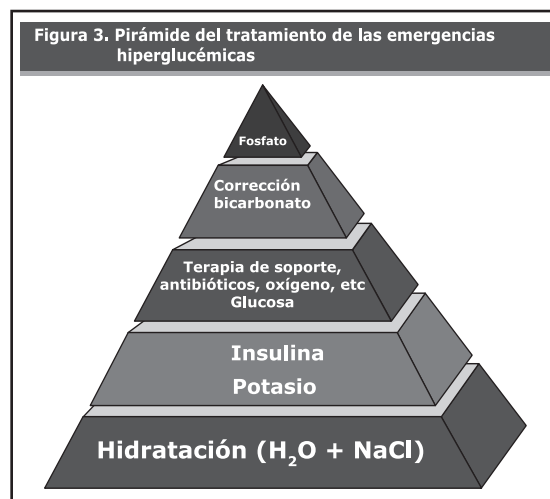 Figura 3. Pirámide del tratamiento de las emergencias
hiperglucémicas
Fosfato
Corrección
bicarbonato
Terapia de soporte,
antibióticos, oxígeno, etc
Glucosa
Insulina
Potasio
Hidratación (H₂O + NaCl)